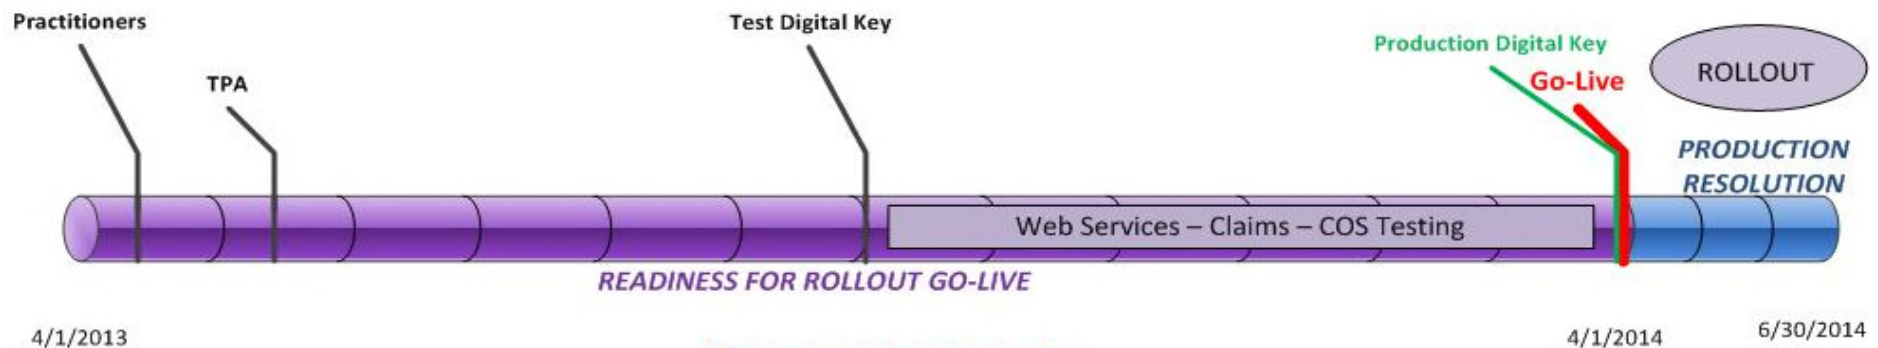 Practitioners
TPA
Test Digital Key
Production Digital Key
Go-Live
ROLLOUT
PRODUCTION
RESOLUTION
Web Services – Claims – COS Testing
READINESS FOR ROLLOUT GO-LIVE
4/1/2013
4/1/2014
6/30/2014